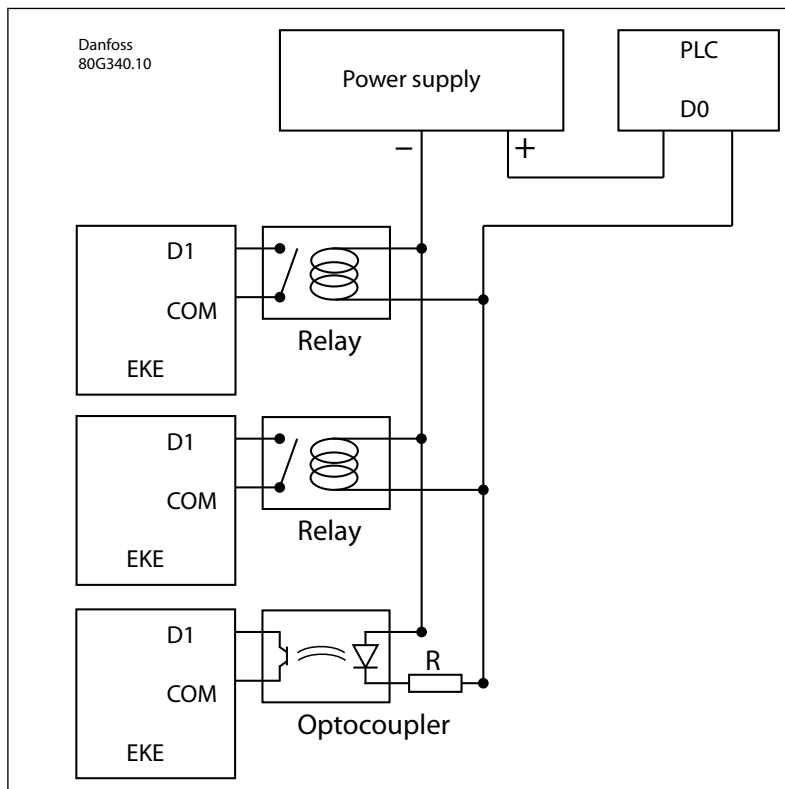 Danfoss
80G340.10
Power supply
PLC
D0
− +
D1
COM
EKE
Relay
D1
COM
EKE
Relay
D1
COM
EKE
R
Optocoupler